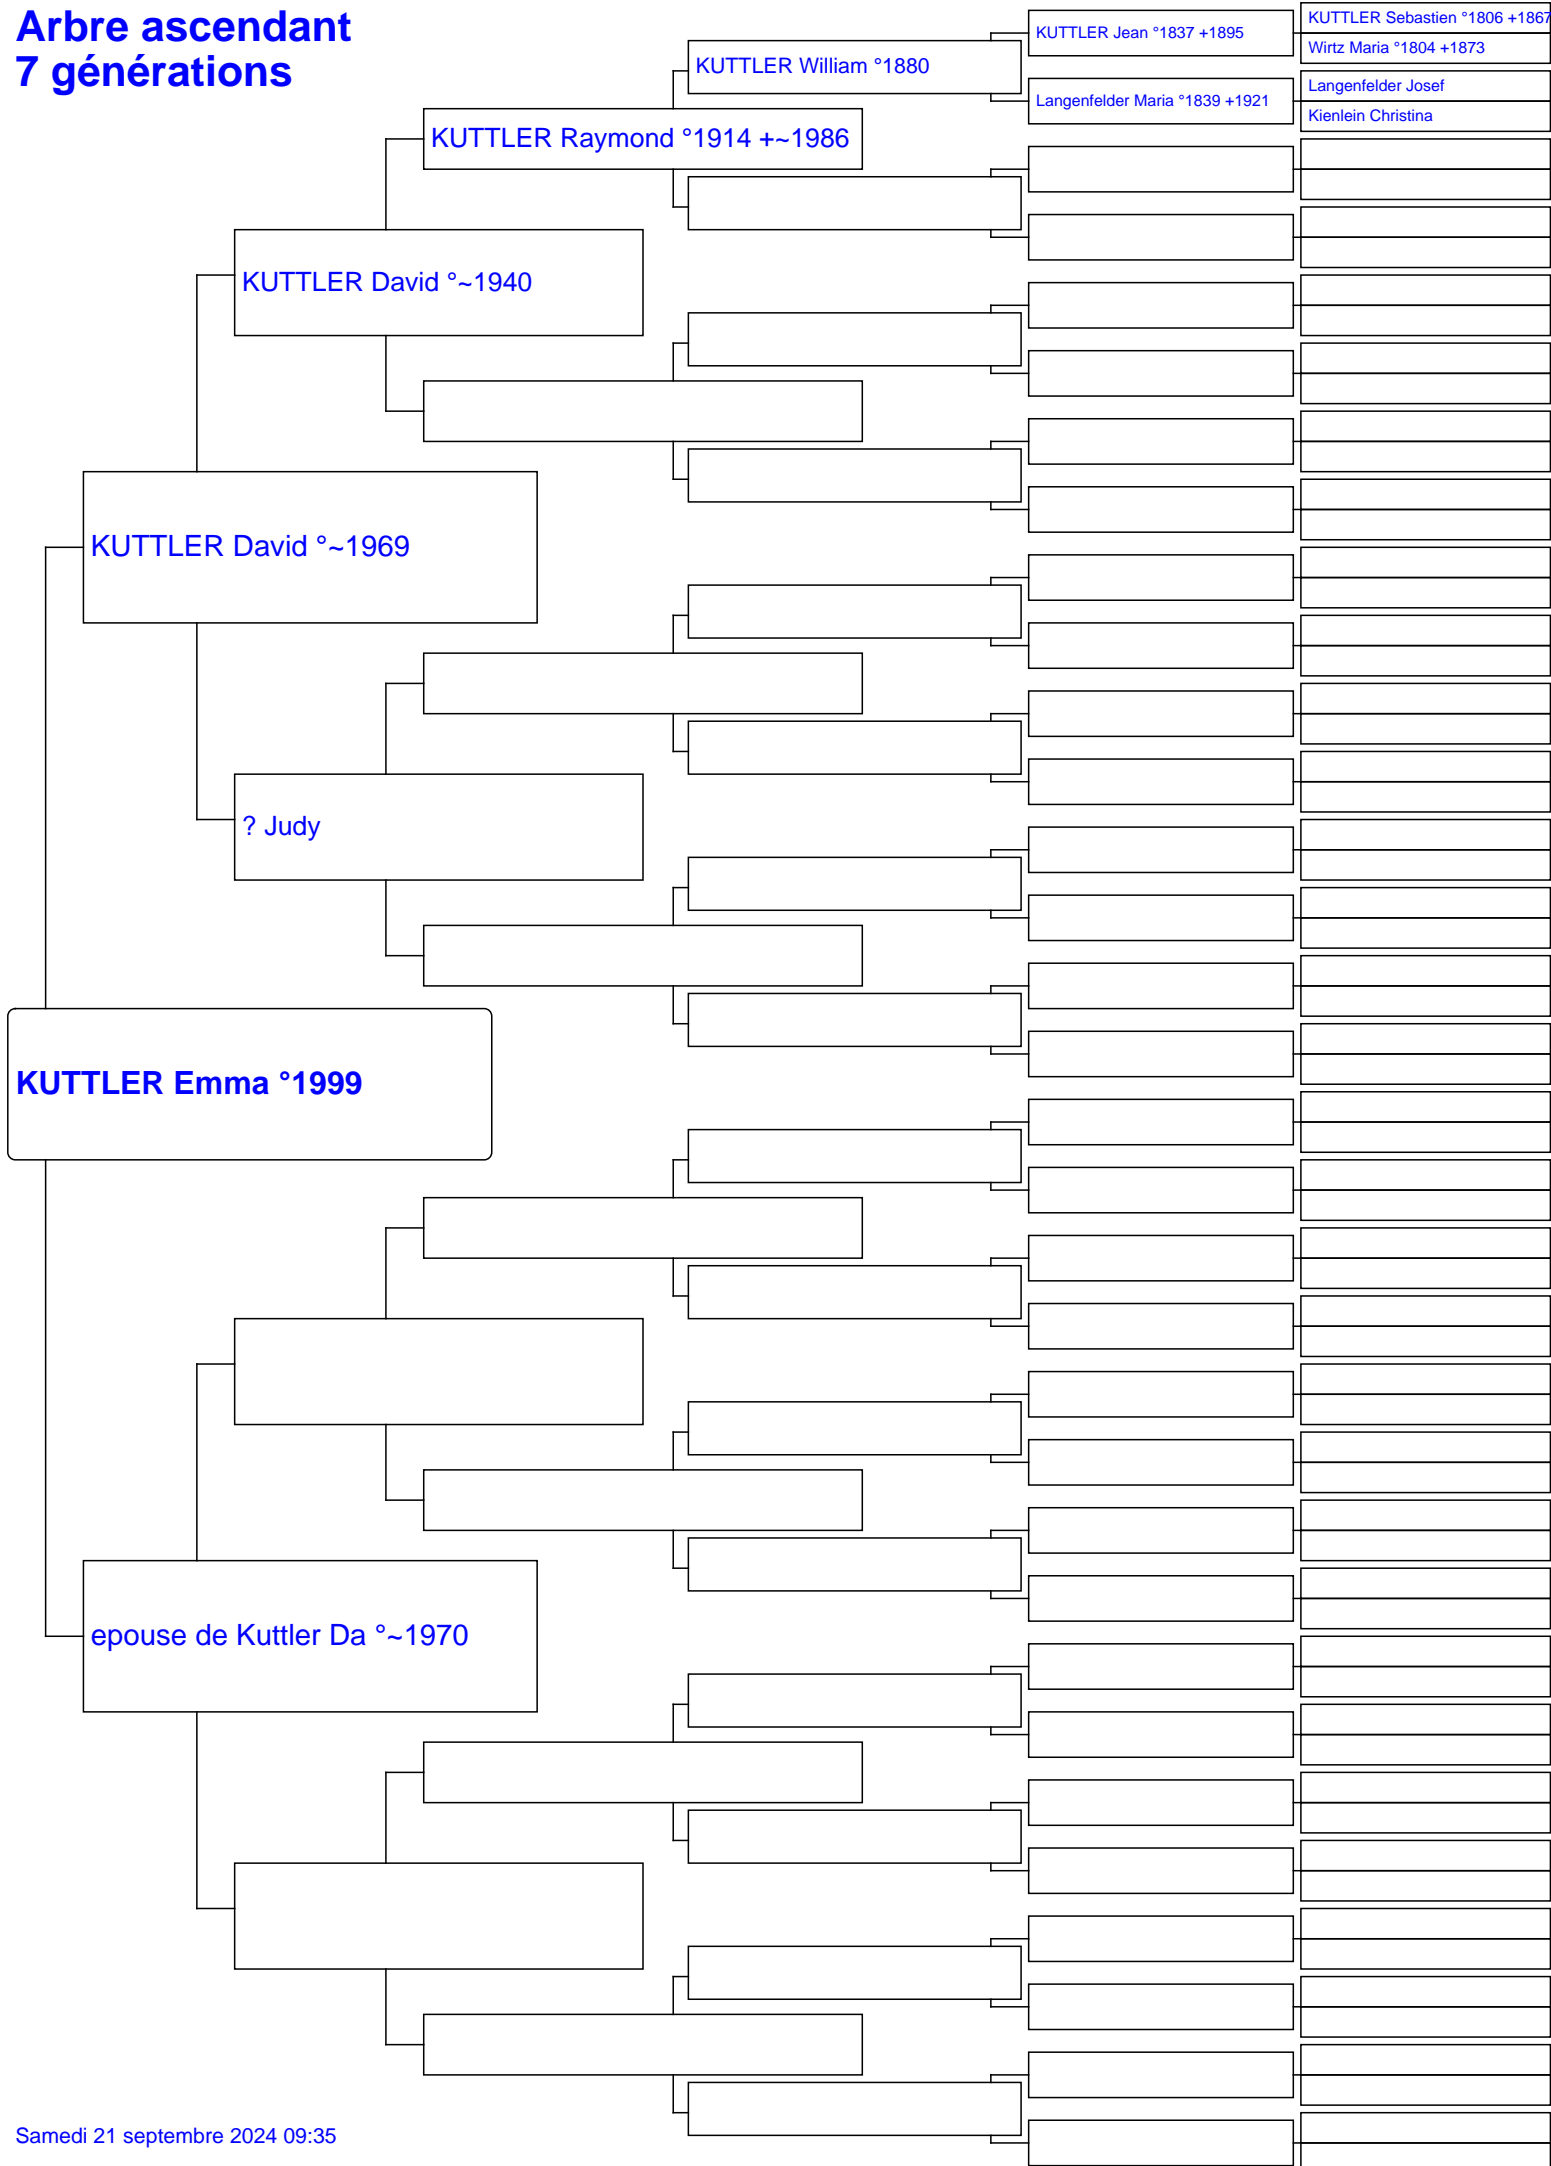 Arbre ascendant
7 générations
KUTTLER Sebastien °1806 +1867
KUTTLER Jean °1837 +1895
Wirtz Maria °1804 +1873
KUTTLER William °1880
Langenfelder Josef
Langenfelder Maria °1839 +1921
Kienlein Christina
KUTTLER Raymond °1914 +~1986
KUTTLER David °~1940
KUTTLER David °~1969
? Judy
KUTTLER Emma °1999
epouse de Kuttler Da °~1970
Samedi 21 septembre 2024 09:35